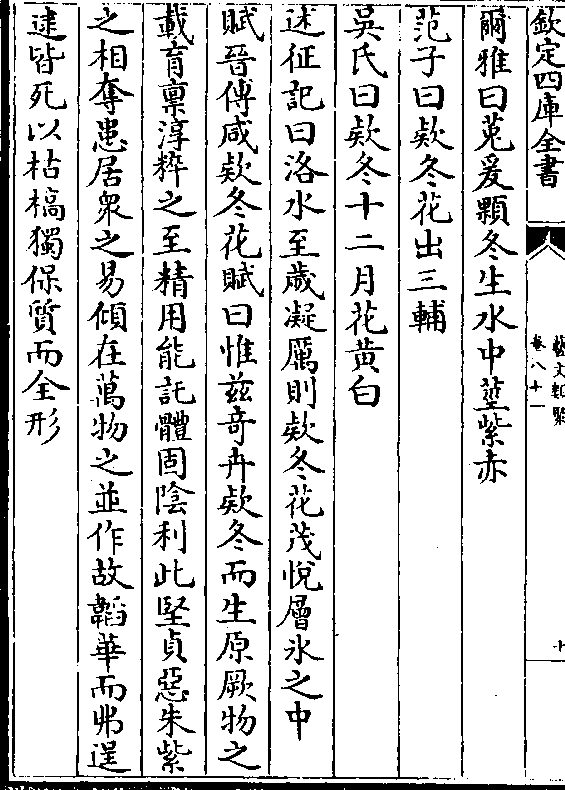 欽定四庫全書
藝文類聚
卷八十一
十
爾雅曰菟爰顆冬生水中莖紫赤
范子曰欵冬花出三輔
吳氏曰欵冬十二月花黄白
述征記曰洛水至歲凝厲則欵冬花茂悅層氷之中
賦晉傅咸欵冬花賦曰惟兹奇卉欵冬而生原厥物之
載育禀淳粹之至精用能託體固陰利此堅貞惡朱紫
之相奪患居衆之易傾在萬物之並作故韜華而弗逞
逮皆死以枯槁獨保質而全形